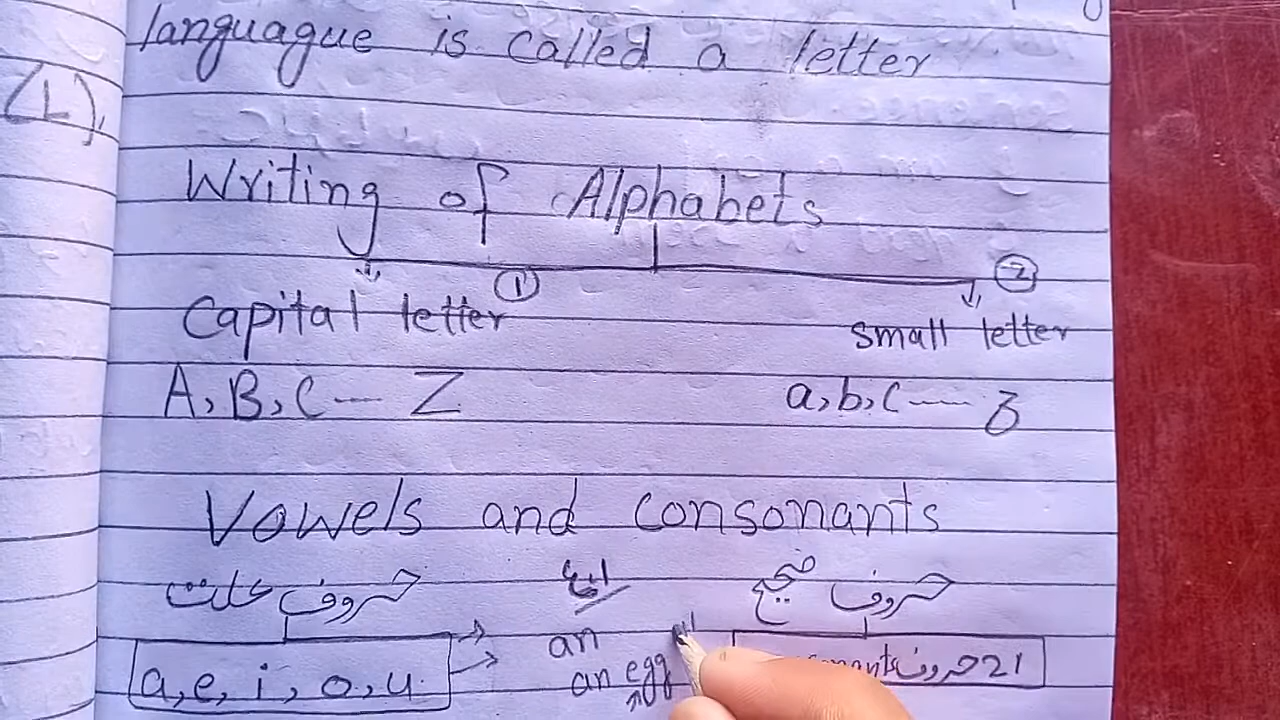 languague is called a letter
(L),
Writing of Alphabets
① ②
Capital letter small letter
A, B, C — Z a, b, c — z
Vowels and consonants
حروف علت حروف صحیح
an
a, e, i, o, u. an egg 21 حروف